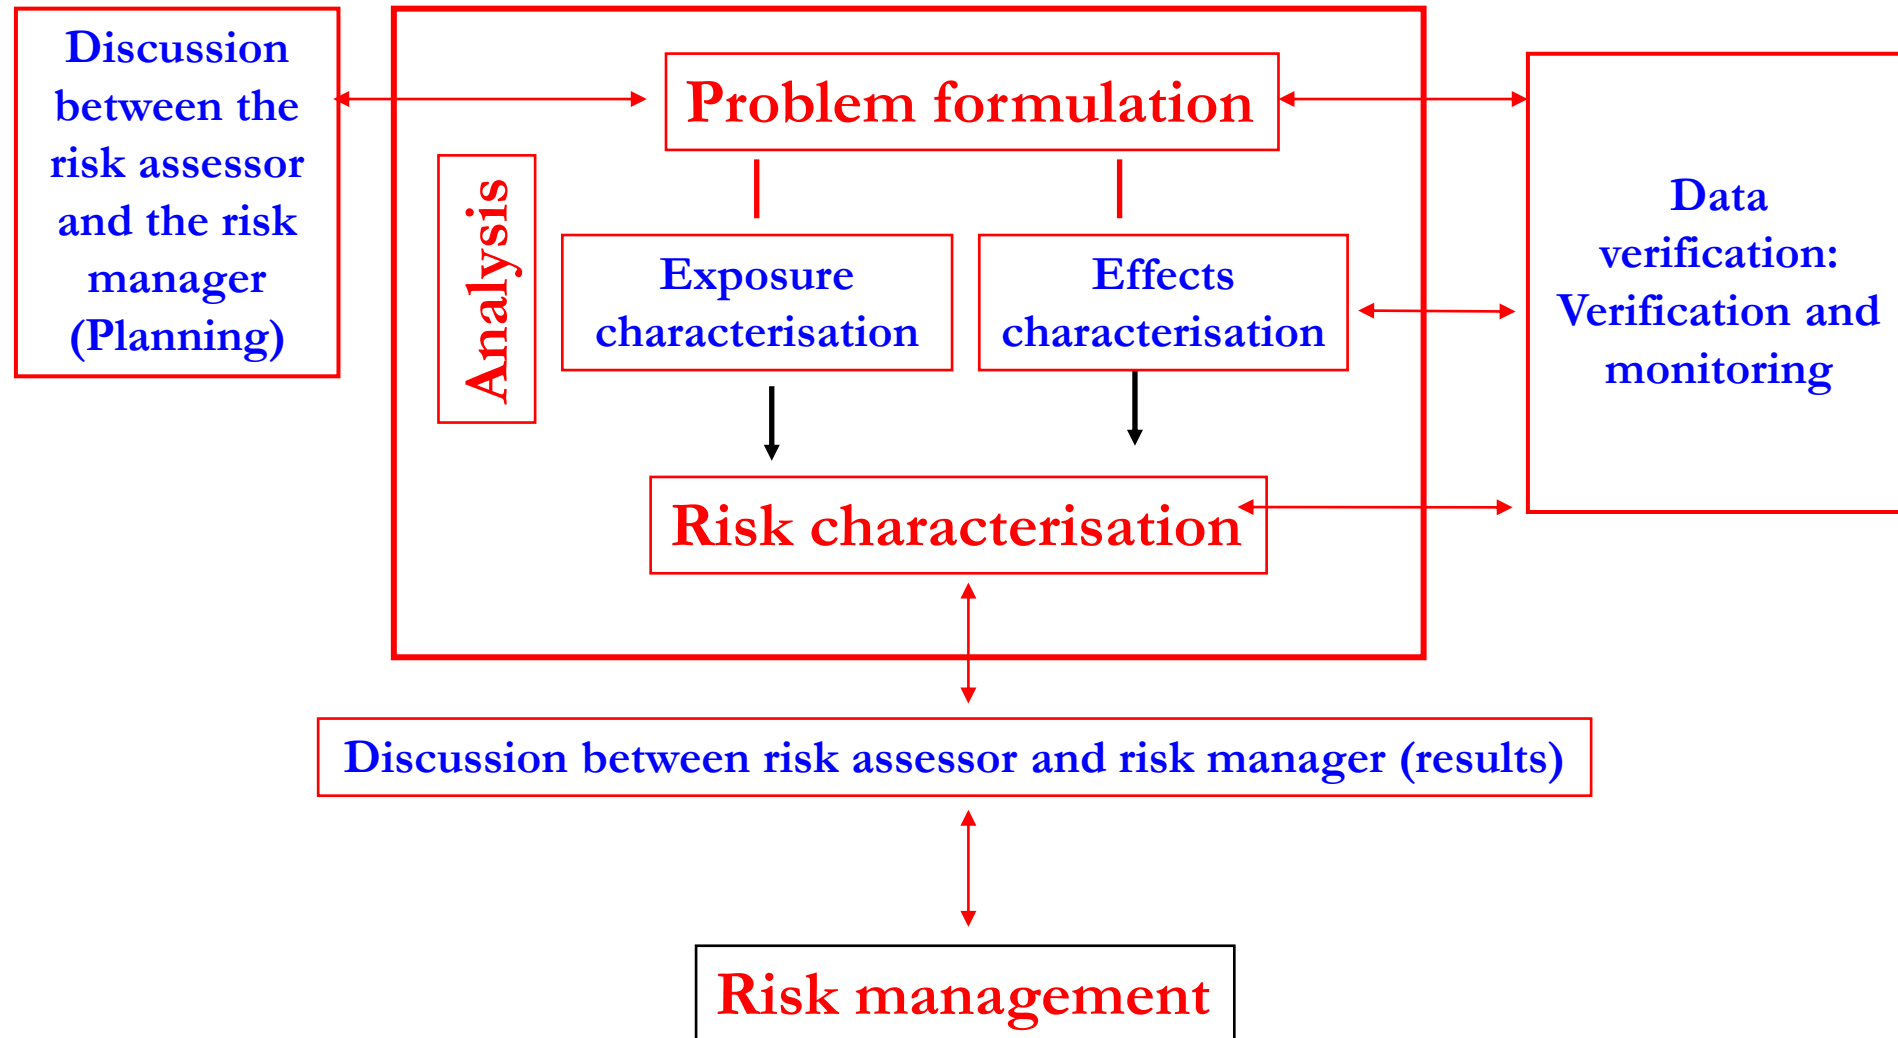 Discussion
between the
risk assessor
and the risk
manager
(Planning)
Problem formulation
Analysis
Exposure
characterisation
Effects
characterisation
Data
verification:
Verification and
monitoring
Risk characterisation
Discussion between risk assessor and risk manager (results)
Risk management